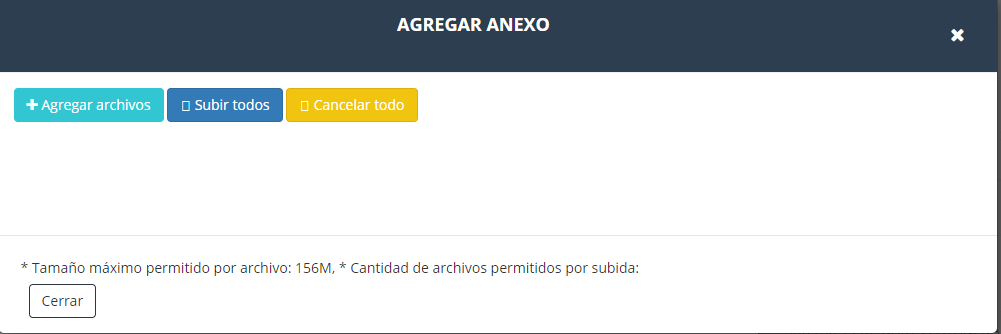 AGREGAR ANEXO
Agregar archivos
Subir todos
Cancelar todo
* Tamaño máximo permitido por archivo: 156M, * Cantidad de archivos permitidos por subida:
Cerrar